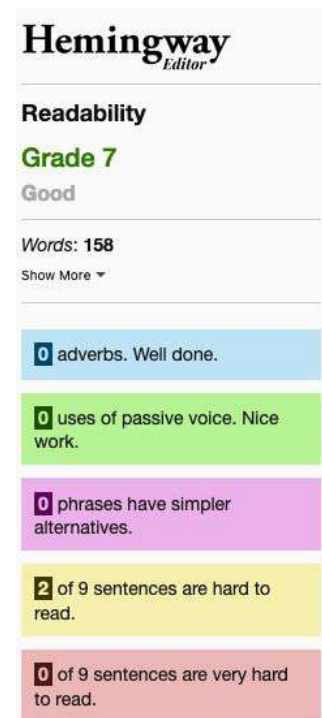 Hemingway
Editor
Readability
Grade 7
Good
Words: 158
Show More
0 adverbs. Well done.
0 uses of passive voice. Nice
work.
0 phrases have simpler
alternatives.
2 of 9 sentences are hard to
read.
0 of 9 sentences are very hard
to read.